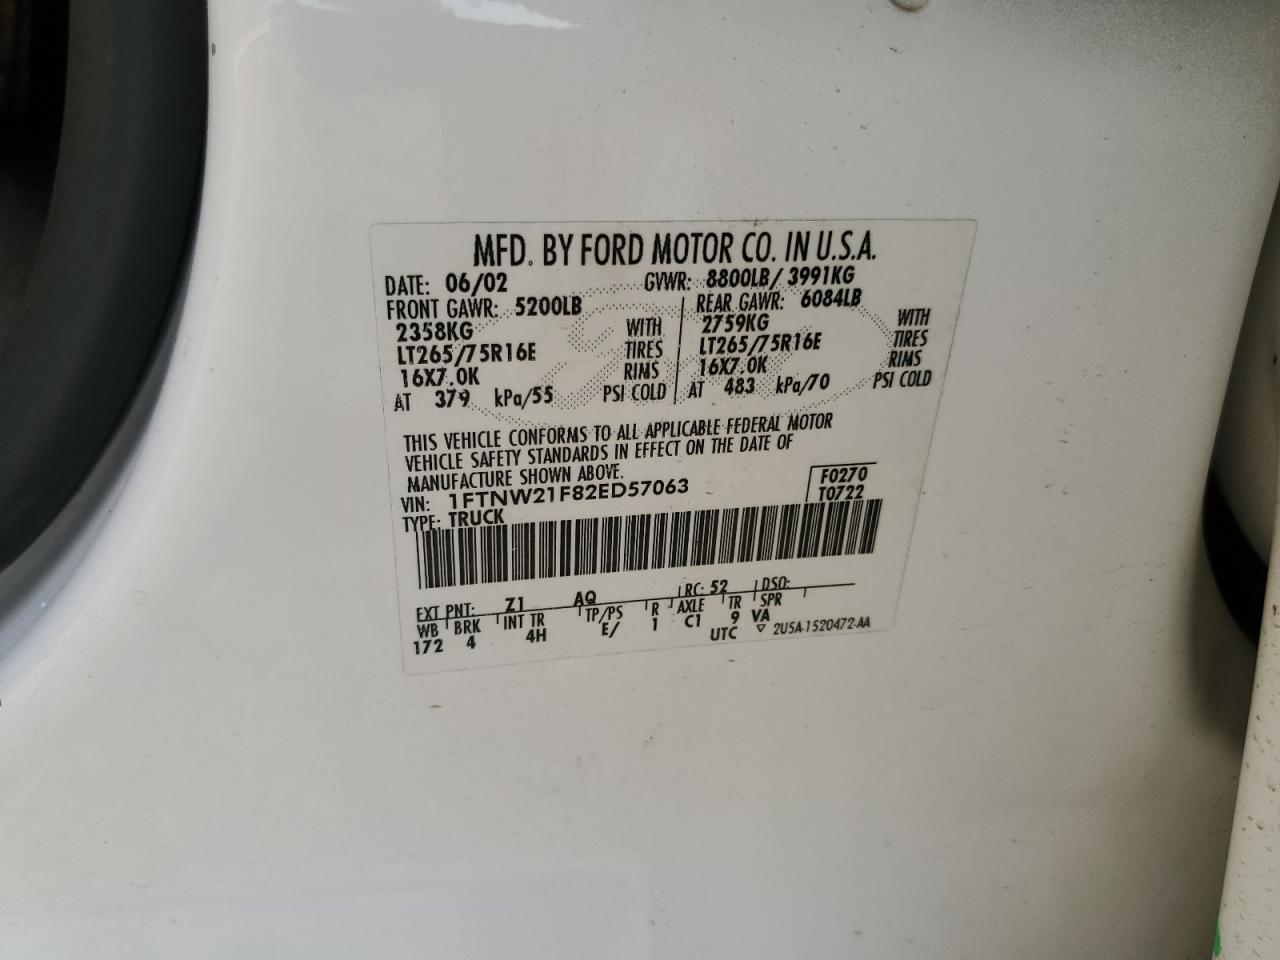 MFD. BY FORD MOTOR CO. IN U.S.A.
DATE: 06/02 GVWR: 8800LB/ 3991KG
FRONT GAWR: 5200LB REAR GAWR: 6084LB
2358KG WITH 2759KG WITH
LT265/75R16E TIRES LT265/75R16E TIRES
16X7.0K RIMS 16X7.0K RIMS
AT 379 kPa/55 PSI COLD AT 483 kPa/70 PSI COLD
THIS VEHICLE CONFORMS TO ALL APPLICABLE FEDERAL MOTOR
VEHICLE SAFETY STANDARDS IN EFFECT ON THE DATE OF
MANUFACTURE SHOWN ABOVE.
VIN: 1FTNW21F82ED57063 F0270
TYPE: TRUCK T0722
EXT PNT: Z1 AQ RC: 52 DSO:
WB BRK INT TR TP/PS R AXLE TR SPR
172 4 4H E/ 1 C1 9 VA
UTC ▽ 2U5A-1520472-AA